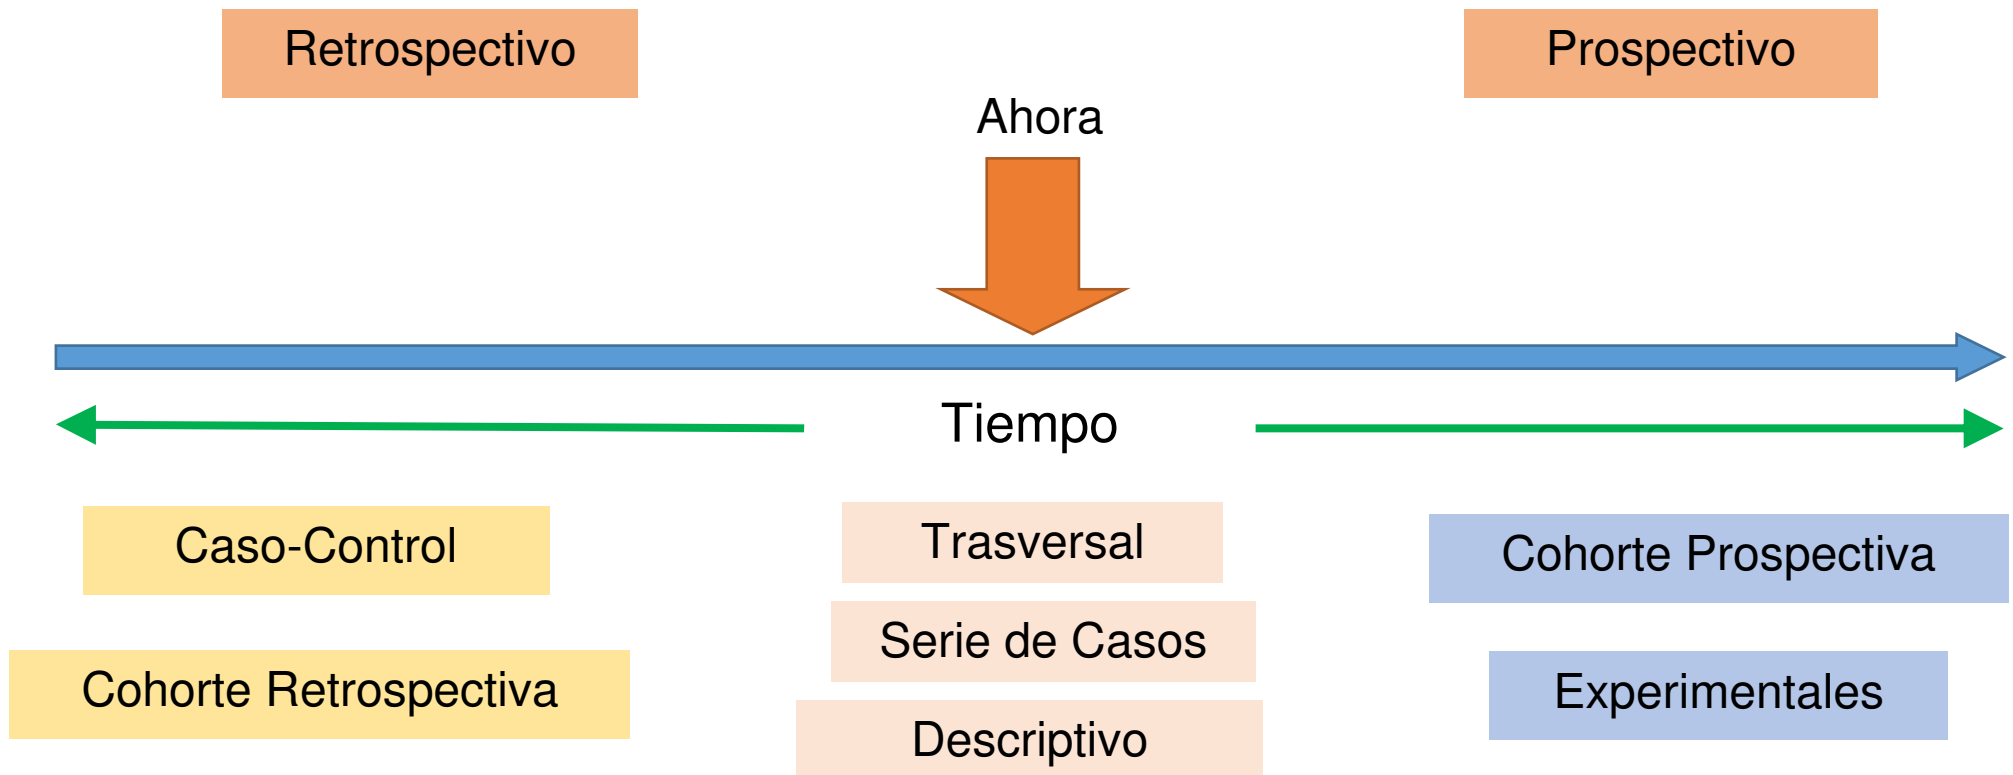 Retrospectivo
Prospectivo
Ahora
Tiempo
Caso-Control
Trasversal
Cohorte Prospectiva
Serie de Casos
Cohorte Retrospectiva
Experimentales
Descriptivo